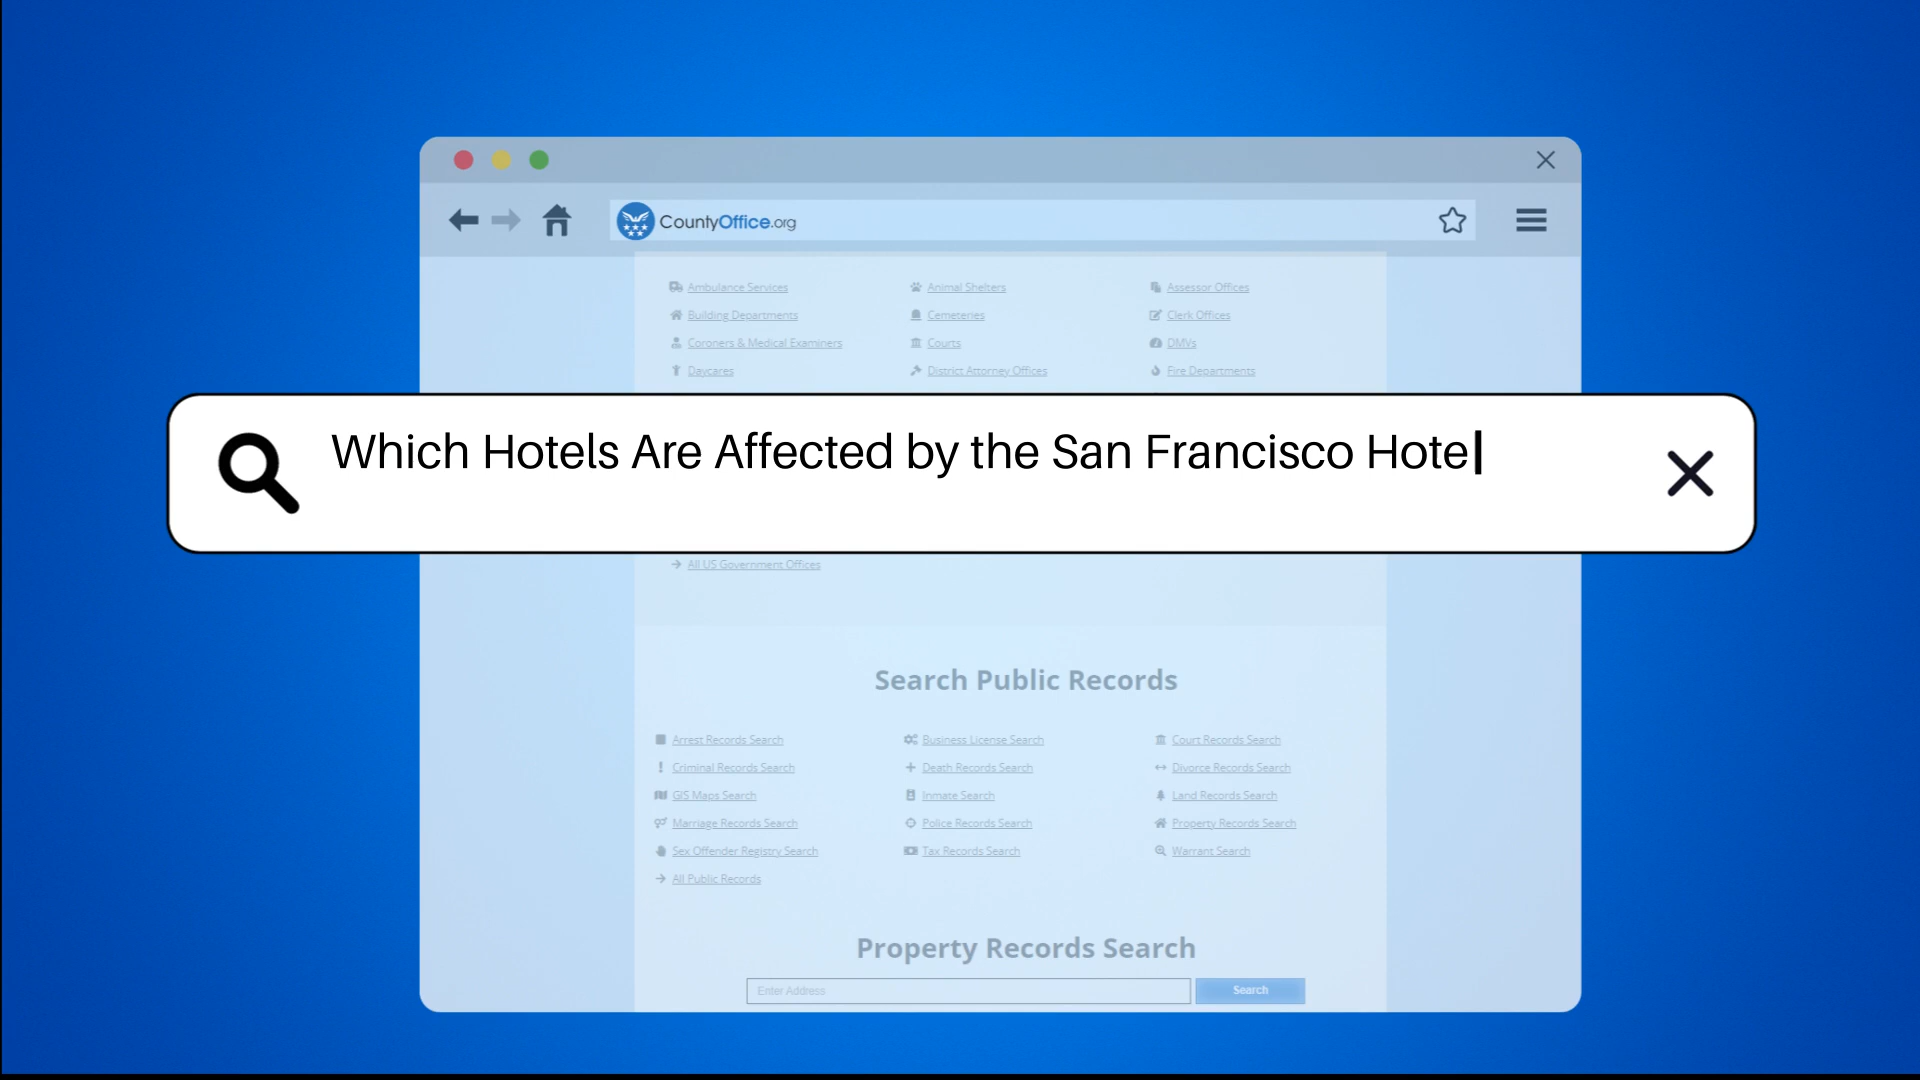 CountyOffice.org
Ambulance Services Animal Shelters Assessor Offices
Building Departments Cemeteries Clerk Offices
Coroners & Medical Examiners Courts DMVs
Daycares District Attorney Offices Fire Departments
Which Hotels Are Affected by the San Francisco Hote
All US Government Offices
Search Public Records
Arrest Records Search Business License Search Court Records Search
Criminal Records Search Death Records Search Divorce Records Search
GIS Maps Search Inmate Search Land Records Search
Marriage Records Search Police Records Search Property Records Search
Sex Offender Registry Search Tax Records Search Warrant Search
All Public Records
Property Records Search
Enter Address Search